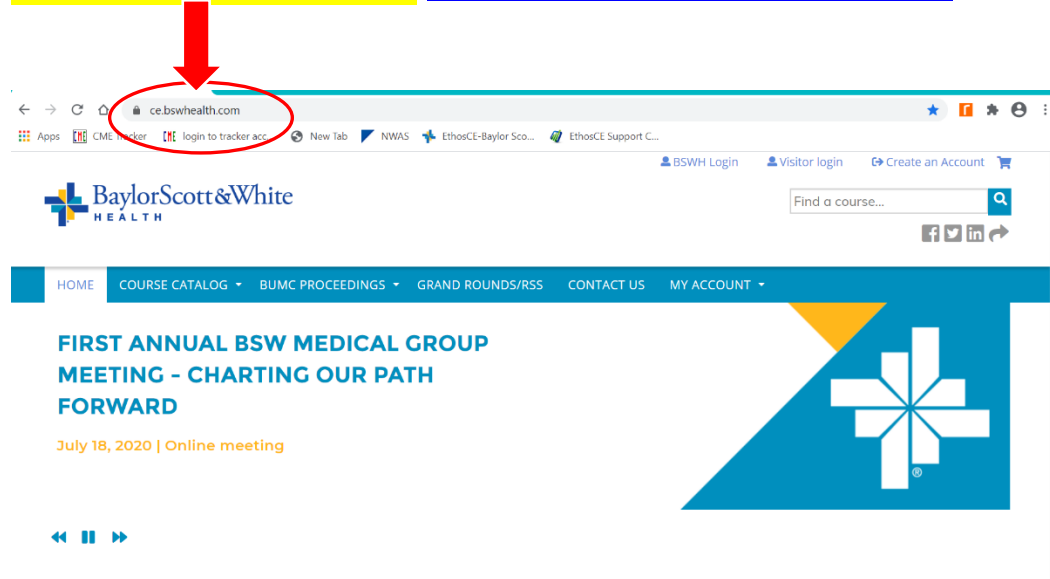 ce.bswhealth.com
Apps CME Tracker login to tracker acc... New Tab NWAS EthosCE-Baylor Sco... EthosCE Support C...
BSWH Login Visitor login Create an Account
BaylorScott&White
HEALTH
Find a course...
HOME COURSE CATALOG BUMC PROCEEDINGS GRAND ROUNDS/RSS CONTACT US MY ACCOUNT
FIRST ANNUAL BSW MEDICAL GROUP
MEETING - CHARTING OUR PATH
FORWARD
July 18, 2020 | Online meeting